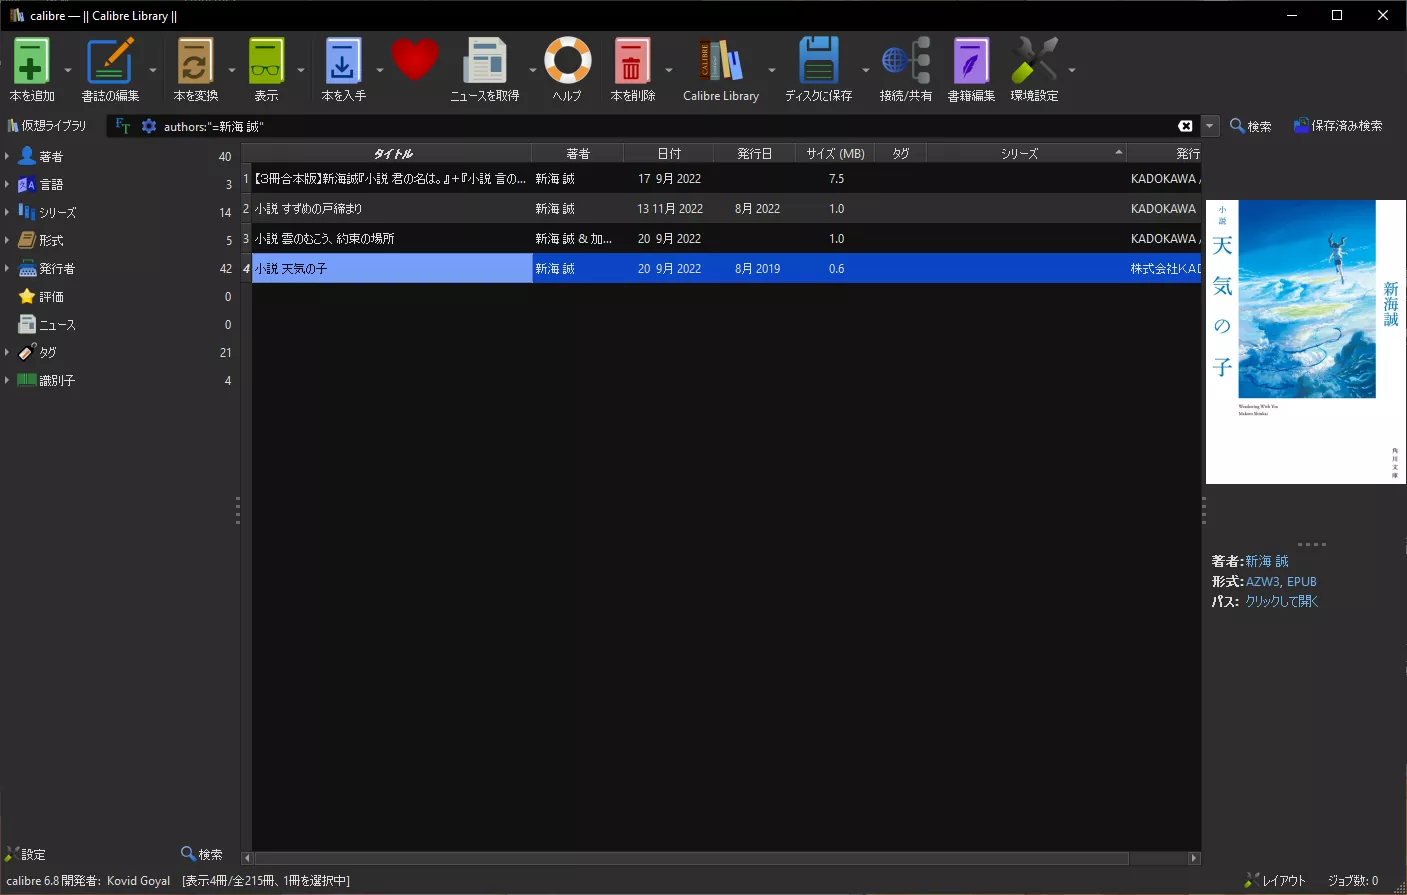 calibre — || Calibre Library ||
本を追加
書誌の編集
本を変換
表示
本を入手
ニュースを取得
ヘルプ
本を削除
Calibre Library
ディスクに保存
接続/共有
書籍編集
環境設定
仮想ライブラリ
authors:"=新海 誠"
検索
保存済み検索
著者 40
言語 3
シリーズ 14
形式 5
発行者 42
評価 0
ニュース 0
タグ 21
識別子 4
タイトル 著者 日付 発行日 サイズ (MB) タグ シリーズ 発行
1 【3冊合本版】新海誠『小説 君の名は。』+『小説 言の... 新海 誠 17 9月 2022 7.5 KADOKAWA /
2 小説 すずめの戸締まり 新海 誠 13 11月 2022 8月 2022 1.0 KADOKAWA
3 小説 雲のむこう、約束の場所 新海 誠 & 加... 20 9月 2022 1.0 KADOKAWA /
4 小説 天気の子 新海 誠 20 9月 2022 8月 2019 0.6 株式会社KAD
小説
天気の子
新海誠
Weathering With You
Makoto Shinkai
角川文庫
著者: 新海 誠
形式: AZW3, EPUB
パス: クリックして開く
設定
検索
calibre 6.8 開発者: Kovid Goyal [表示4冊/全215冊、1冊を選択中]
レイアウト
ジョブ数: 0